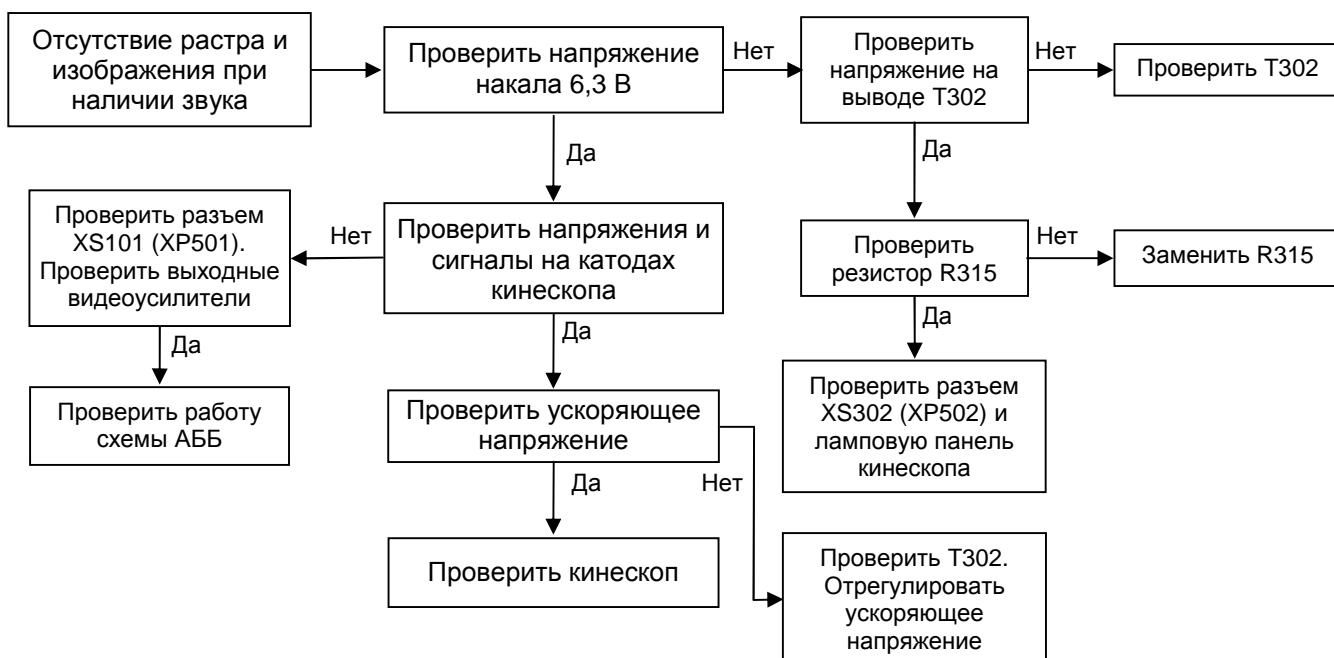 Отсутствие растра и
изображения при
наличии звука
Проверить напряжение
накала 6,3 В
Нет
Проверить
напряжение на
выводе Т302
Нет
Проверить Т302
Да
Да
Проверить разъем
XS101 (XP501).
Проверить выходные
видеоусилители
Нет
Проверить напряжения и
сигналы на катодах
кинескопа
Проверить
резистор R315
Нет
Заменить R315
Да
Да
Да
Проверить работу
схемы АББ
Проверить ускоряющее
напряжение
Проверить разъем
XS302 (XP502) и
ламповую панель
кинескопа
Да
Нет
Проверить кинескоп
Проверить Т302.
Отрегулировать
ускоряющее
напряжение